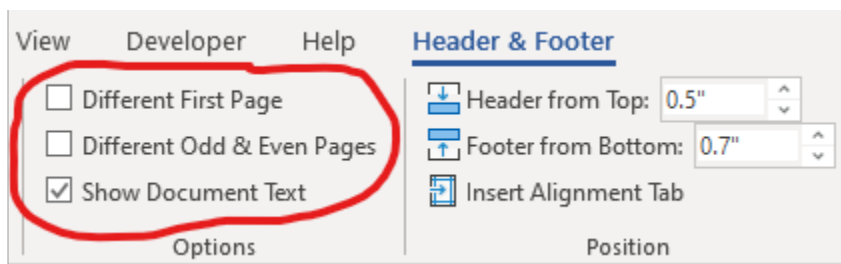 View Developer Help Header & Footer
Different First Page
Different Odd & Even Pages
Show Document Text
Options
Header from Top: 0.5"
Footer from Bottom: 0.7"
Insert Alignment Tab
Position